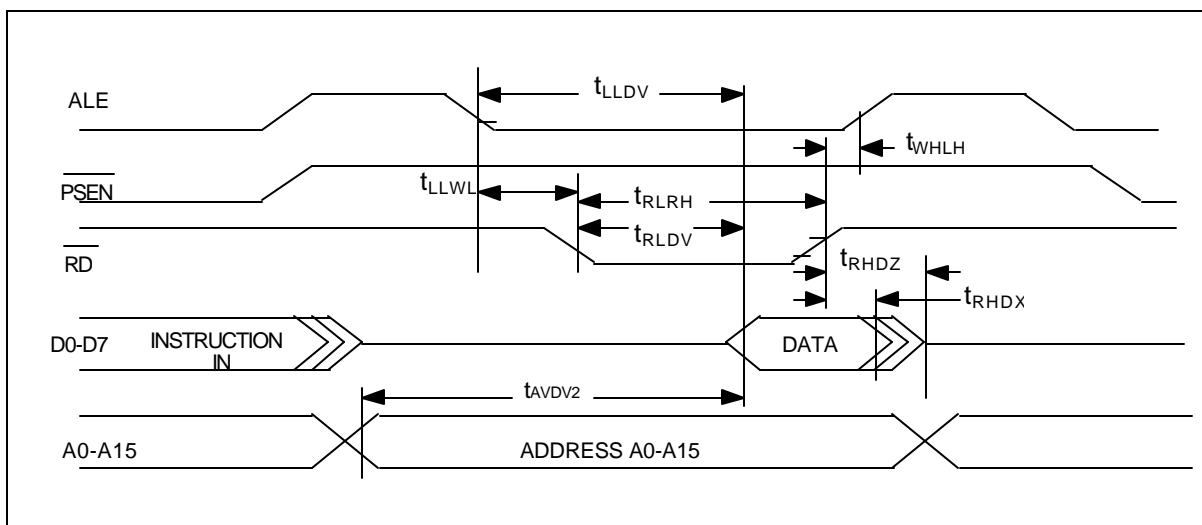 ALE
tLLDV
tWHLH
PSEN
tLLWL
tRLRH
tRLDV
RD
tRHDZ
tRHDX
D0-D7
INSTRUCTION
IN
DATA
tAVDV2
A0-A15
ADDRESS A0-A15